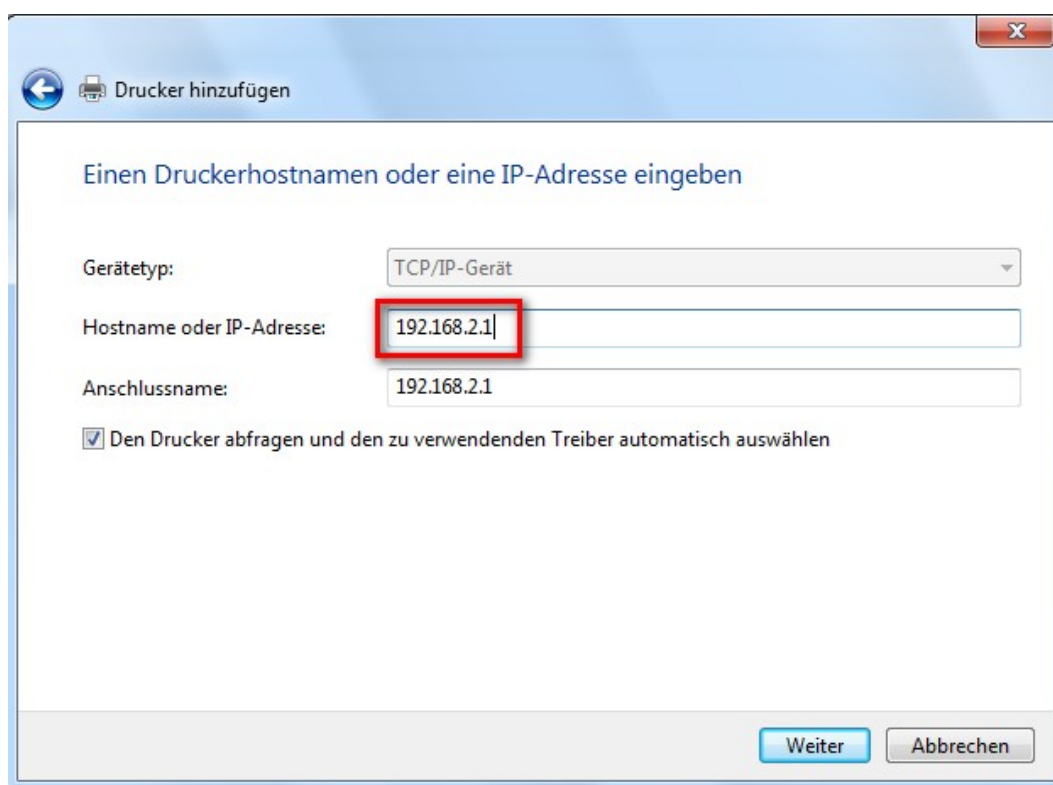 Drucker hinzufügen
Einen Druckerhostnamen oder eine IP-Adresse eingeben
Gerätetyp: TCP/IP-Gerät
Hostname oder IP-Adresse: 192.168.2.1
Anschlussname: 192.168.2.1
Den Drucker abfragen und den zu verwendenden Treiber automatisch auswählen
Weiter Abbrechen